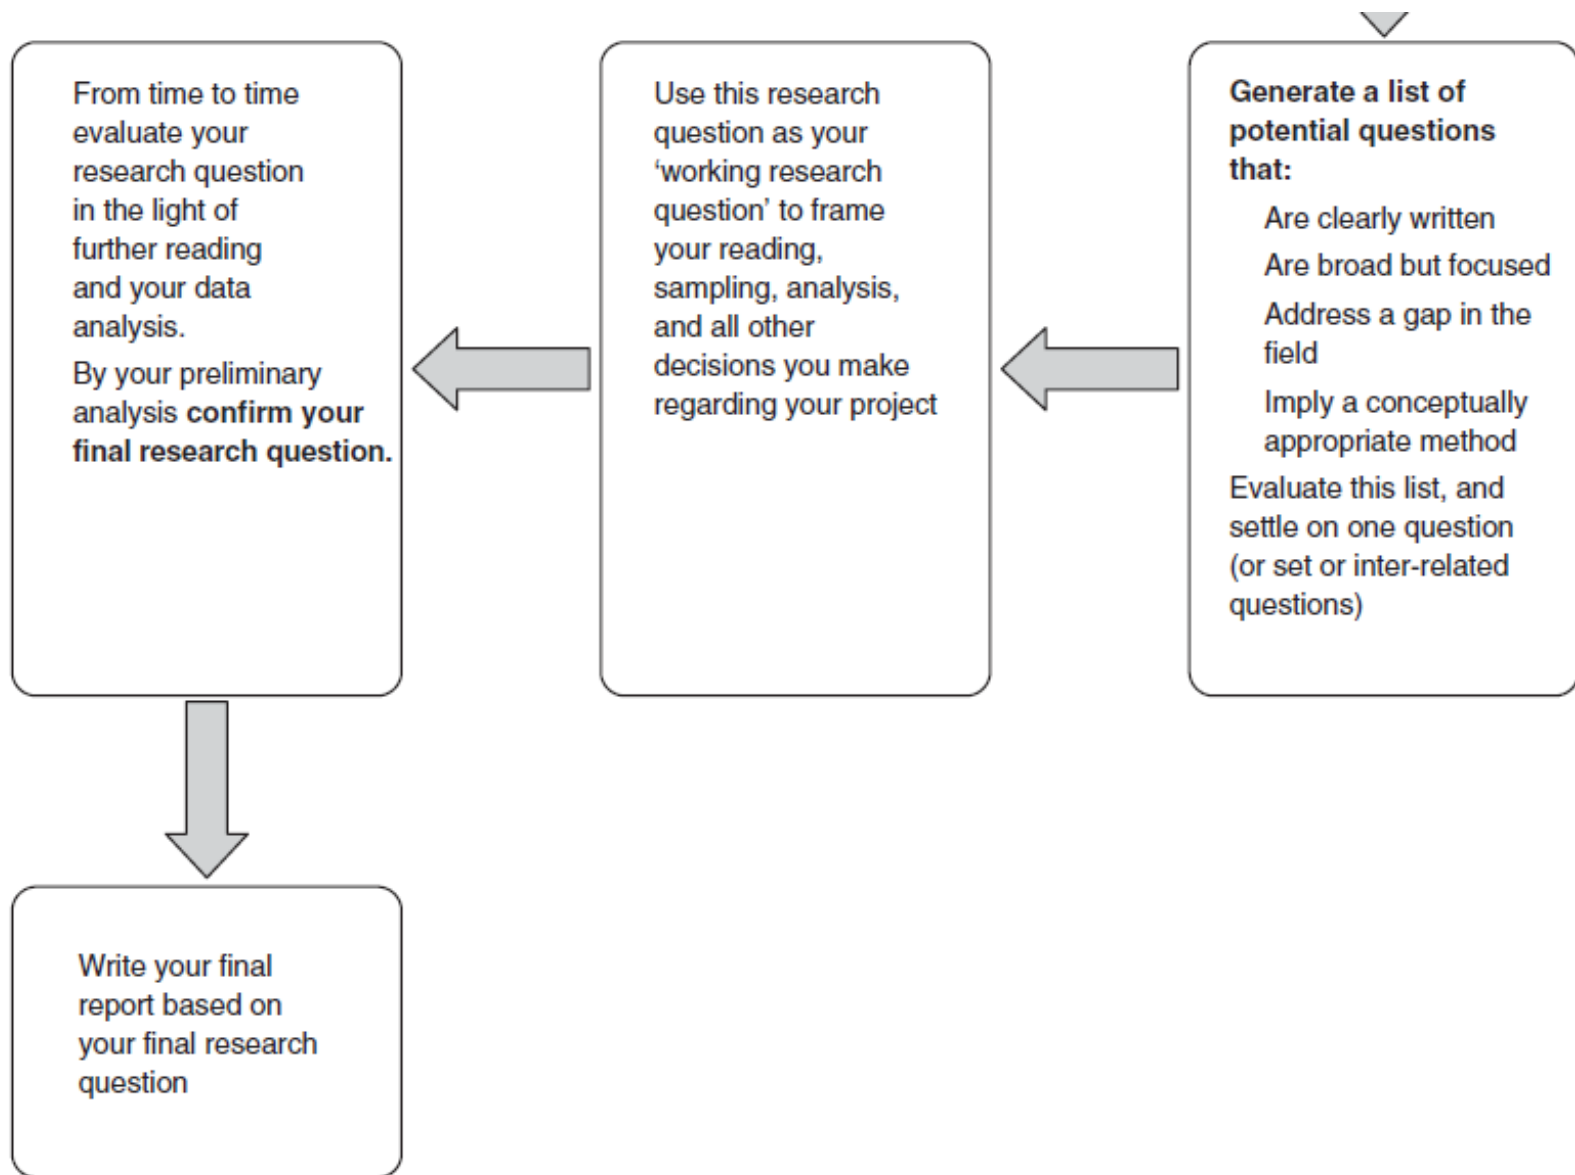 From time to time
evaluate your
research question
in the light of
further reading
and your data
analysis.
By your preliminary
analysis confirm your
final research question.
Use this research
question as your
‘working research
question’ to frame
your reading,
sampling, analysis,
and all other
decisions you make
regarding your project
Generate a list of
potential questions
that:
Are clearly written
Are broad but focused
Address a gap in the
field
Imply a conceptually
appropriate method
Evaluate this list, and
settle on one question
(or set or inter-related
questions)
Write your final
report based on
your final research
question